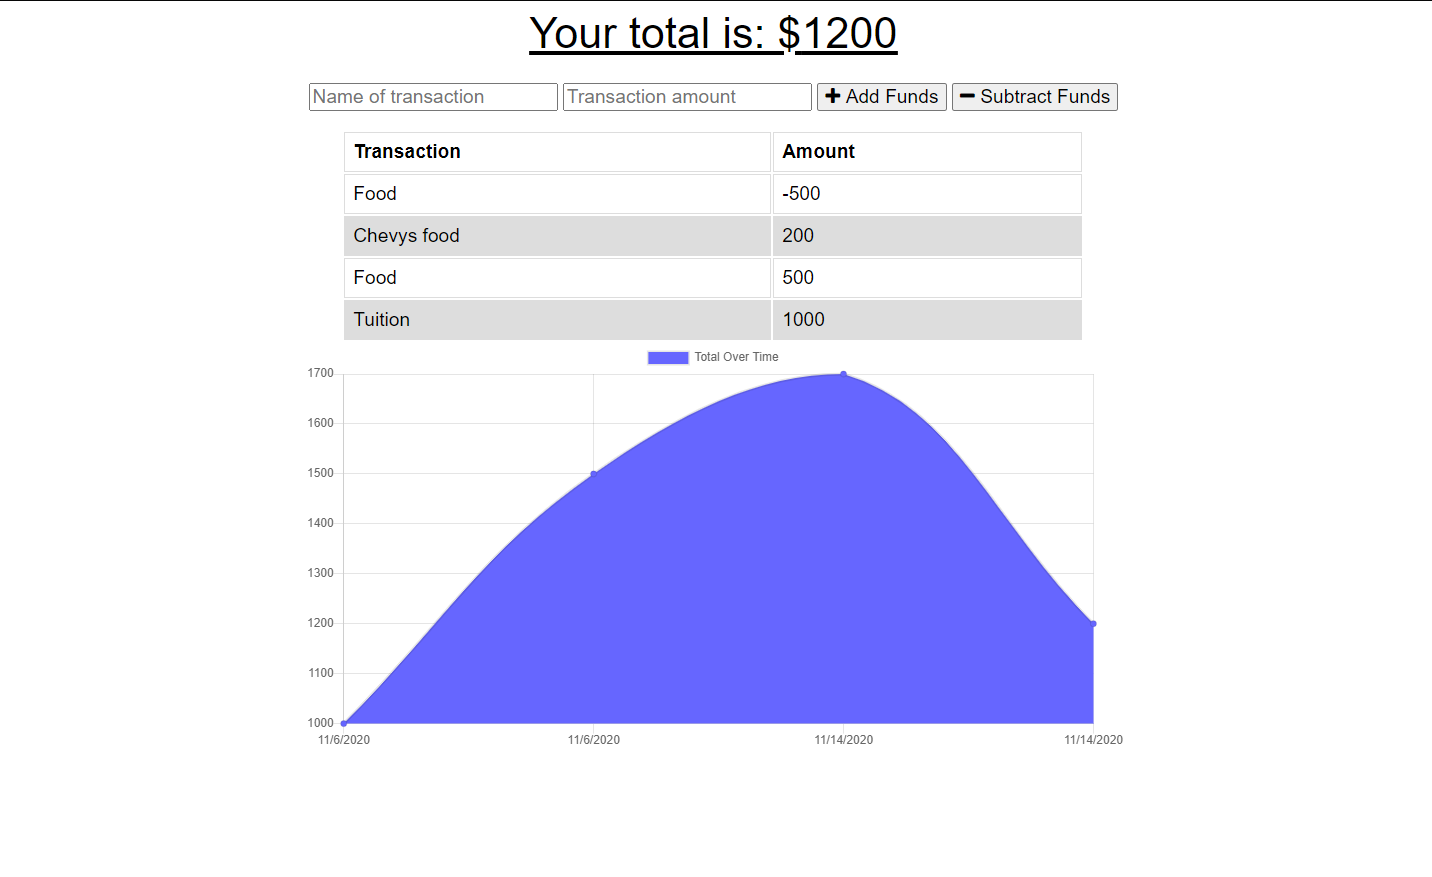 Your total is: $1200
Name of transaction Transaction amount Add Funds Subtract Funds
Transaction Amount
Food -500
Chevys food 200
Food 500
Tuition 1000
Total Over Time
1700
1600
1500
1400
1300
1200
1100
1000
11/6/2020 11/6/2020 11/14/2020 11/14/2020